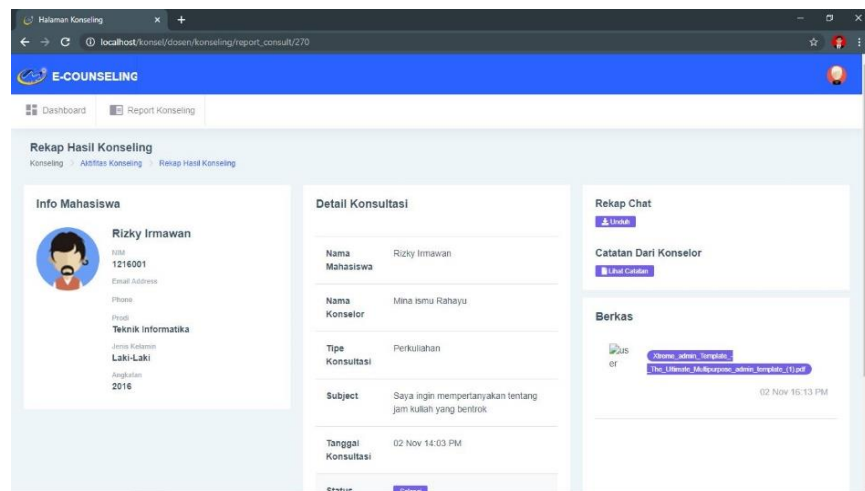 Halaman Konseling
localhost/konsel/dosen/konseling/report_consult/270
E-COUNSELING
Dashboard
Report Konseling
Rekap Hasil Konseling
Konseling > Aktifitas Konseling > Rekap Hasil Konseling
Info Mahasiswa
Rizky Irmawan
NIM
1216001
Email Address
Phone
Prodi
Teknik Informatika
Jenis Kelamin
Laki-Laki
Angkatan
2016
Detail Konsultasi
Nama Mahasiswa
Rizky Irmawan
Nama Konselor
Mina ismu Rahayu
Tipe Konsultasi
Perkuliahan
Subject
Saya ingin mempertanyakan tentang
jam kuliah yang bentrok
Tanggal Konsultasi
02 Nov 14:03 PM
Status
Rekap Chat
Unduh
Catatan Dari Konselor
Lihat Catatan
Berkas
us
er
Xtreme_admin_Template_-
_The_Ultimate_Multipurpose_admin_template_(1).pdf
02 Nov 16:13 PM